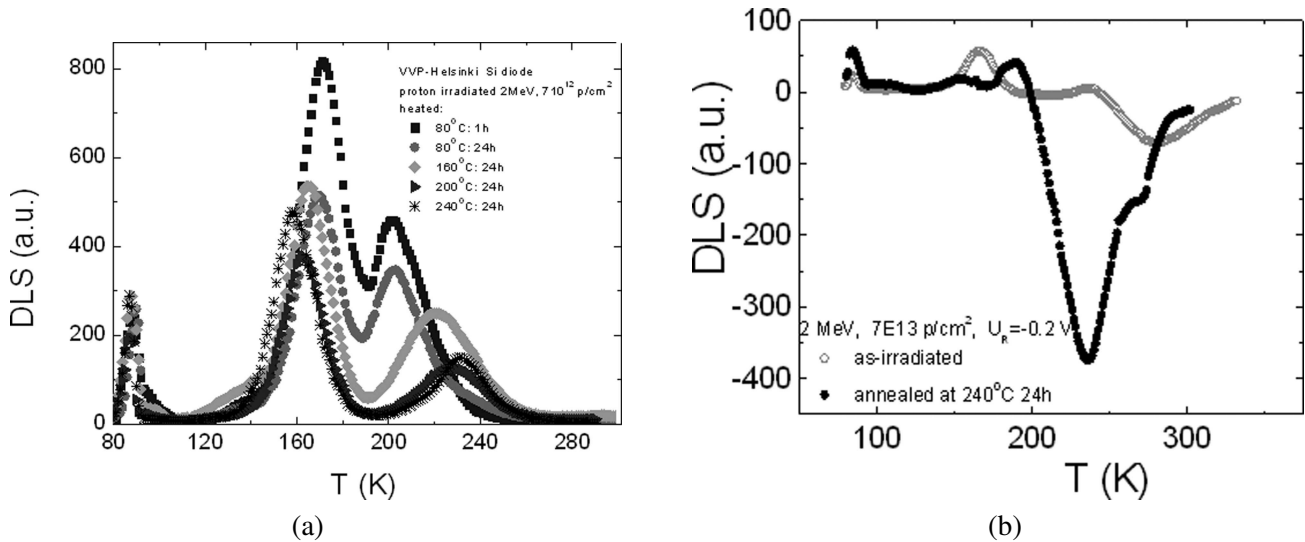 800
600
400
200
0
DLS (a.u.)
VVP-Helsinki Si diode
proton irradiated 2MeV, 710¹² p/cm²
heated:
80°C: 1h
80°C: 24h
160°C: 24h
200°C: 24h
240°C: 24h
80 120 160 200 240 280
T (K)
(a)
100
50
0
-100
-200
-300
-400
DLS (a.u.)
2 MeV, 7E13 p/cm², U_R=-0.2 V
as-irradiated
annealed at 240°C 24h
100 200 300
T (K)
(b)